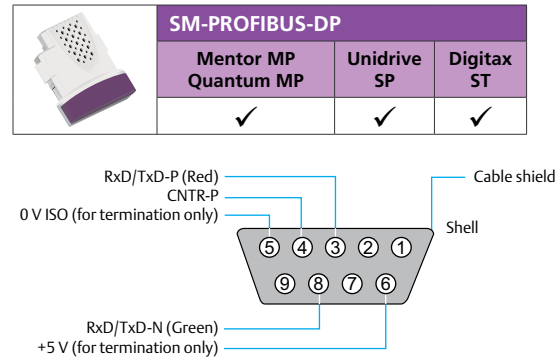 SM-PROFIBUS-DP
Mentor MP
Quantum MP
Unidrive
SP
Digitax
ST
✓ ✓ ✓
RxD/TxD-P (Red)
CNTR-P
0 V ISO (for termination only)
Cable shield
Shell
5 4 3 2 1
9 8 7 6
RxD/TxD-N (Green)
+5 V (for termination only)